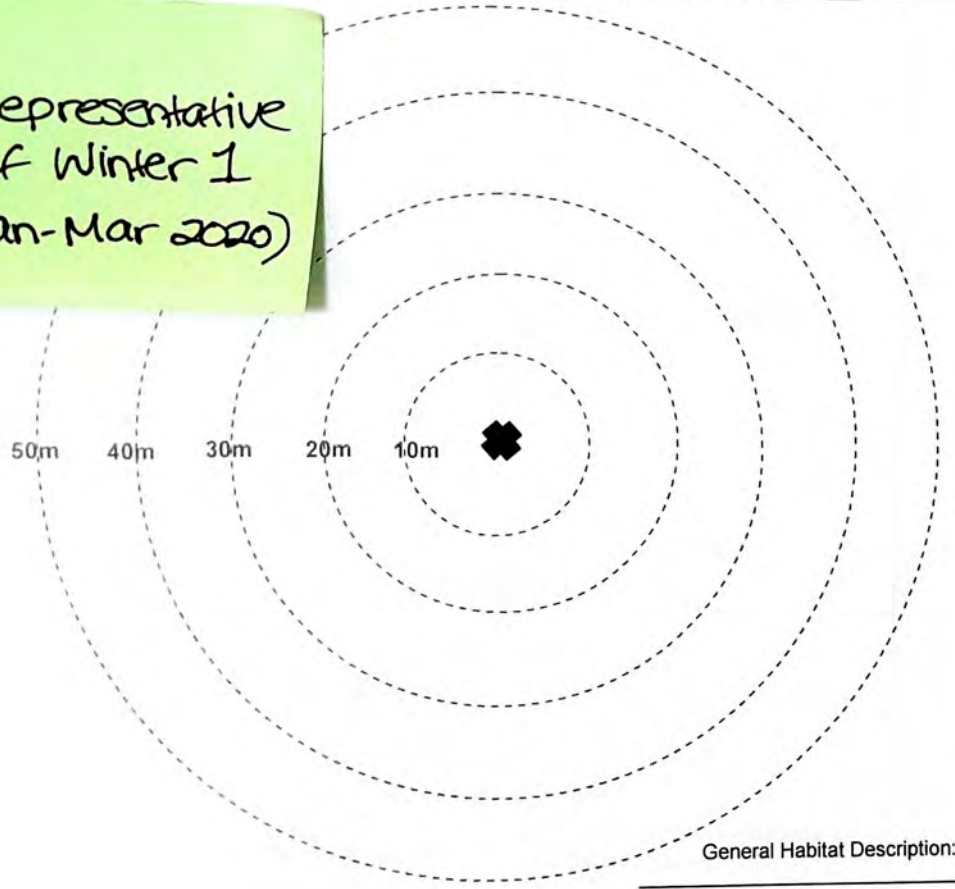 epresentative
f Winter 1
an-Mar 2020)
50m 40m 30m 20m 10m
General Habitat Description: